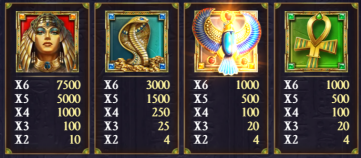 X6 7500
X5 5000
X4 1000
X3 100
X2 10
X6 3000
X5 1500
X4 250
X3 25
X2 4
X6 1000
X5 500
X4 100
X3 20
X2 4
X6 1000
X5 500
X4 100
X3 20
X2 4